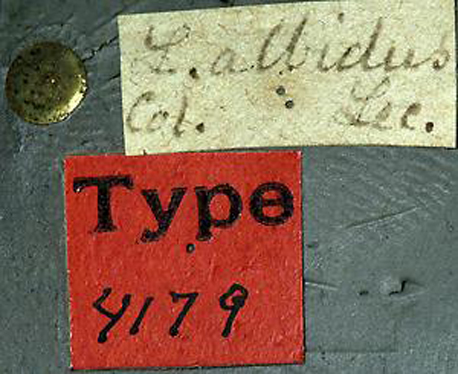 L. albidus
Col. Lec.
Type
4179